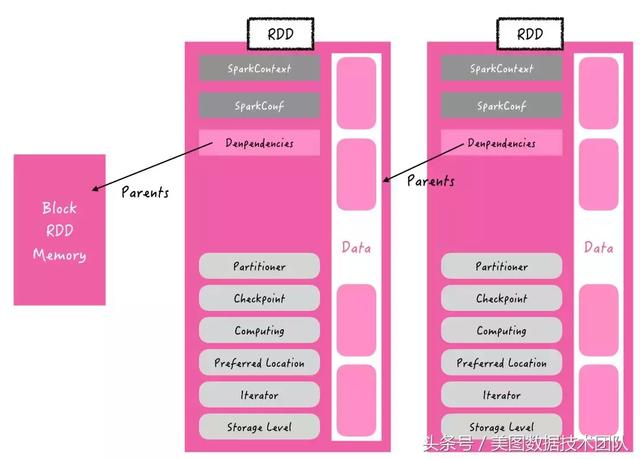 RDD
RDD
SparkContext
SparkConf
Denpendencies
Parents
Block
RDD
Memory
Data
Partitioner
Checkpoint
Computing
Preferred Location
Iterator
Storage Level
SparkContext
SparkConf
Denpendencies
Parents
Data
Partitioner
Checkpoint
Computing
Preferred Location
Iterator
Storage Level
头条号 / 美图数据技术团队